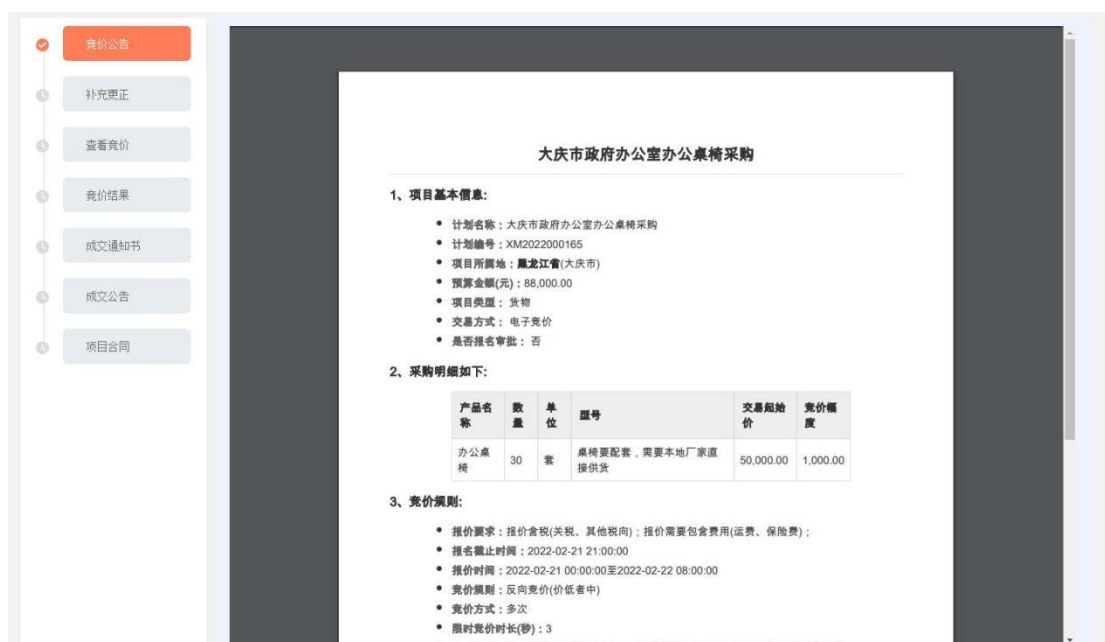 竞价公告
补充更正
查看竞价
竞价结果
成交通知书
成交公告
项目合同
大庆市政府办公室办公桌椅采购
1、项目基本信息:
计划名称：大庆市政府办公室办公桌椅采购
计划编号：XM2022000165
项目所属地：黑龙江省(大庆市)
预算金额(元)：88,000.00
项目类型： 货物
交易方式： 电子竞价
是否报名审批： 否
2、采购明细如下:
产品名称 数量 单位 型号 交易起始价 竞价幅度
办公桌椅 30 套 桌椅要配套，需要本地厂家直接供货 50,000.00 1,000.00
3、竞价规则:
报价要求：报价含税(关税、其他税向)；报价需要包含费用(运费、保险费)；
报名截止时间：2022-02-21 21:00:00
报价时间：2022-02-21 00:00:00至2022-02-22 08:00:00
竞价规则：反向竞价(价低者中)
竞价方式：多次
限时竞价时长(秒)：3